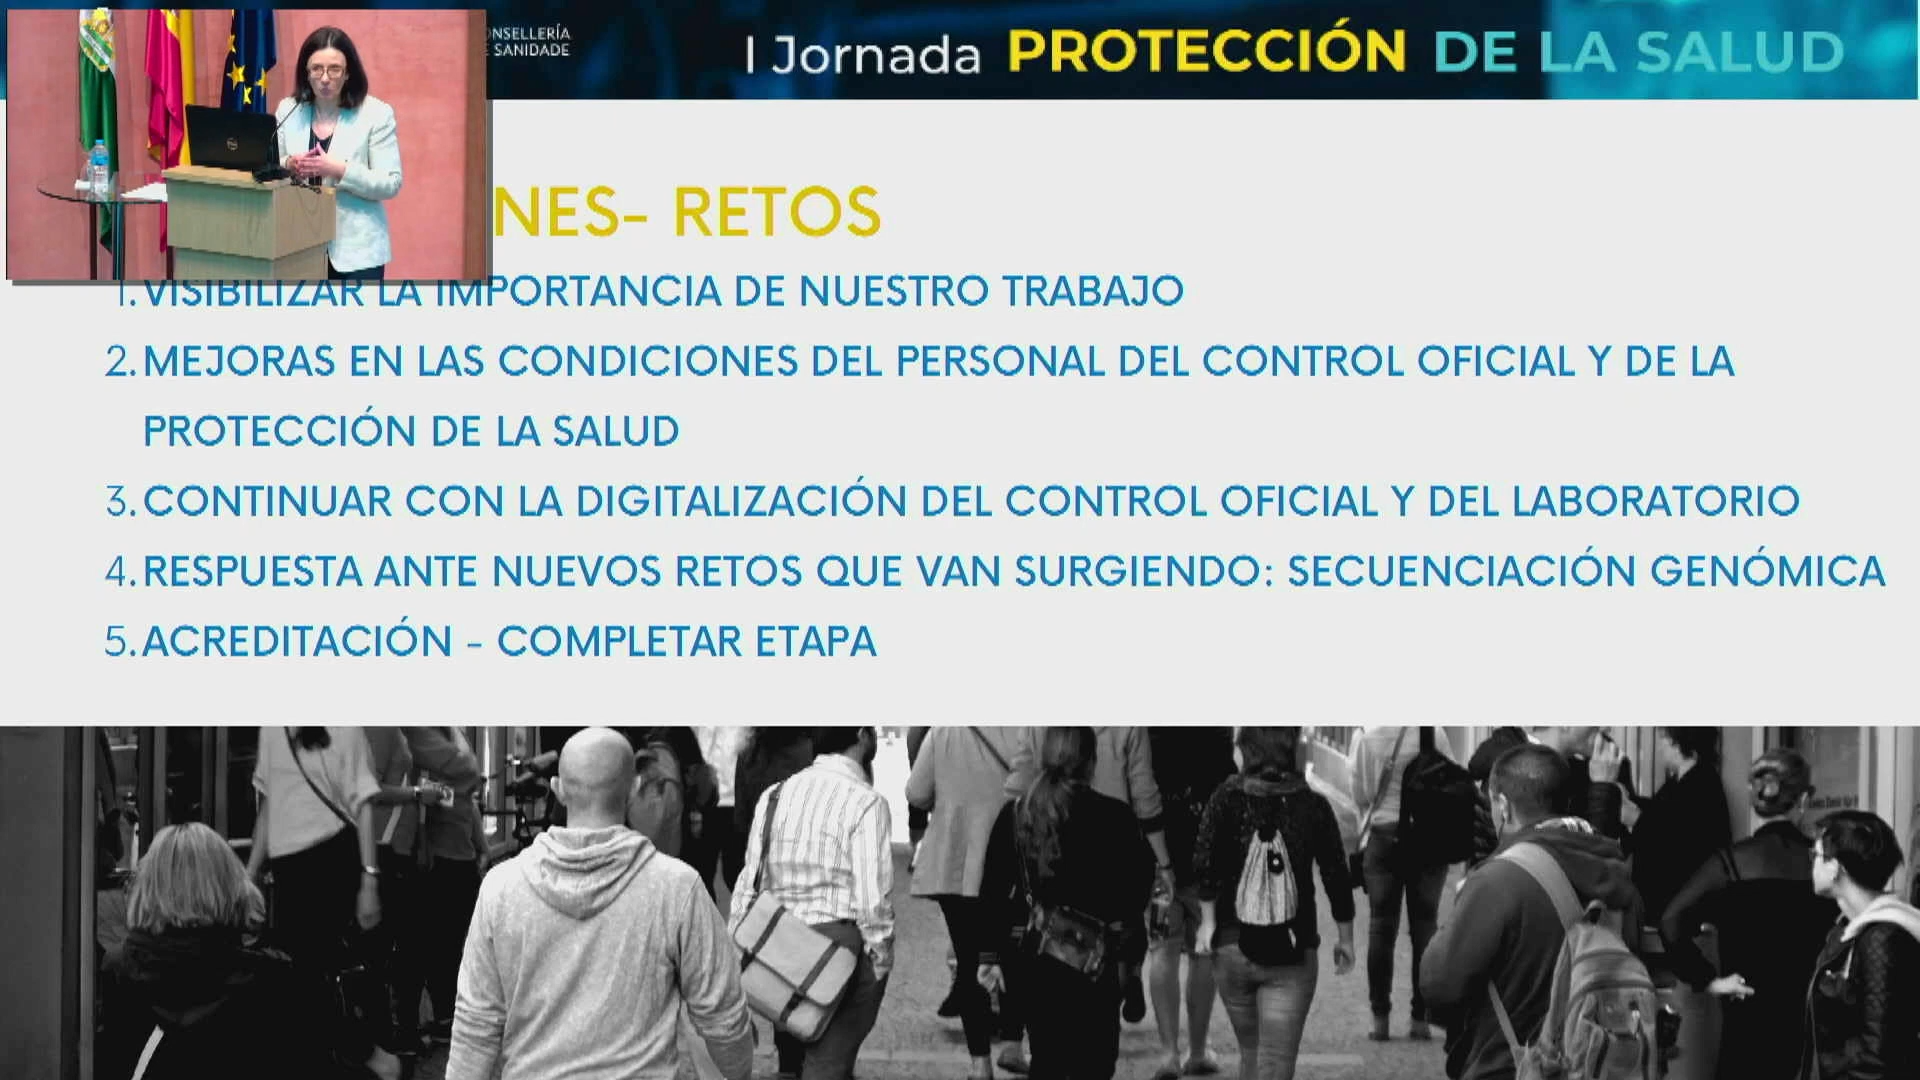 SANIDADE
I Jornada PROTECCIÓN DE LA SALUD
RETOS
1. VISIBILIZAR LA IMPORTANCIA DE NUESTRO TRABAJO
2. MEJORAS EN LAS CONDICIONES DEL PERSONAL DEL CONTROL OFICIAL Y DE LA
PROTECCIÓN DE LA SALUD
3. CONTINUAR CON LA DIGITALIZACIÓN DEL CONTROL OFICIAL Y DEL LABORATORIO
4. RESPUESTA ANTE NUEVOS RETOS QUE VAN SURGIENDO: SECUENCIACIÓN GENÓMICA
5. ACREDITACIÓN - COMPLETAR ETAPA